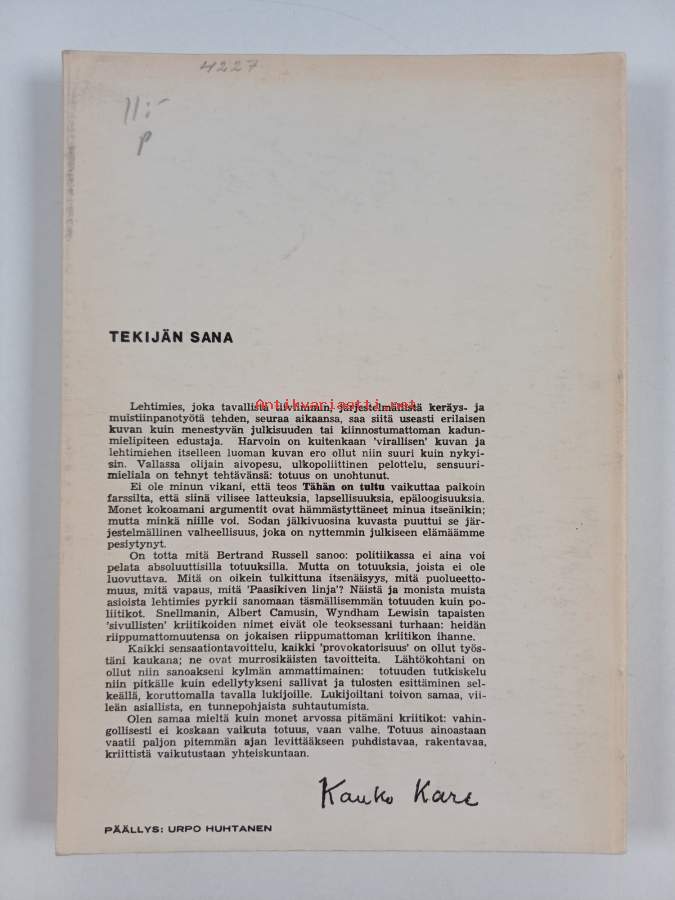 4227
11:-
p
TEKIJÄN SANA
Antikvariaatti.net
Lehtimies, joka tavallista tiiviimmin, järjestelmällistä keräys- ja
muistiinpanotyötä tehden, seuraa aikaansa, saa siitä useasti erilaisen
kuvan kuin menestyvän julkisuuden tai kiinnostumattoman kadun-
mielipiteen edustaja. Harvoin on kuitenkaan 'virallisen' kuvan ja
lehtimiehen itselleen luoman kuvan ero ollut niin suuri kuin nykyi-
sin. Vallassa olijain aivopesu, ulkopoliittinen pelottelu, sensuuri-
mieliala on tehnyt tehtävänsä: totuus on unohtunut.
Ei ole minun vikani, että teos Tähän on tultu vaikuttaa paikoin
farssilta, että siinä vilisee latteuksia, lapsellisuuksia, epäloogisuuksia.
Monet kokoamani argumentit ovat hämmästyttäneet minua itseänikin;
mutta minkä niille voi. Sodan jälkivuosina kuvasta puuttui se jär-
jestelmällinen valheellisuus, joka on nyttemmin julkiseen elämäämme
pesiytynyt.
On totta mitä Bertrand Russell sanoo: politiikassa ei aina voi
pelata absoluuttisilla totuuksilla. Mutta on totuuksia, joista ei ole
luovuttava. Mitä on oikein tulkittuna itsenäisyys, mitä puolueetto-
muus, mitä vapaus, mitä 'Paasikiven linja'? Näistä ja monista muista
asioista lehtimies pyrkii sanomaan täsmällisemmän totuuden kuin po-
liitikot. Snellmanin, Albert Camusin, Wyndham Lewisin tapaisten
'sivullisten' kriitikoiden nimet eivät ole teoksessani turhaan: heidän
riippumattomuutensa on jokaisen riippumattoman kriitikon ihanne.
Kaikki sensaationtavoittelu, kaikki 'provokatorisuus' on ollut työs-
täni kaukana; ne ovat murrosikäisten tavoitteita. Lähtökohtani on
ollut niin sanoakseni kylmän ammattimainen: totuuden tutkiskelu
niin pitkälle kuin edellytykseni sallivat ja tulosten esittäminen sel-
keällä, koruttomalla tavalla lukijoille. Lukijoiltani toivon samaa, vii-
leän asiallista, en tunnepohjaista suhtautumista.
Olen samaa mieltä kuin monet arvossa pitämäni kriitikot: vahin-
gollisesti ei koskaan vaikuta totuus, vaan valhe. Totuus ainoastaan
vaatii paljon pitemmän ajan levittääkseen puhdistavaa, rakentavaa,
kriittistä vaikutustaan yhteiskuntaan.
Kauko Kare
PÄÄLLYS: URPO HUHTANEN